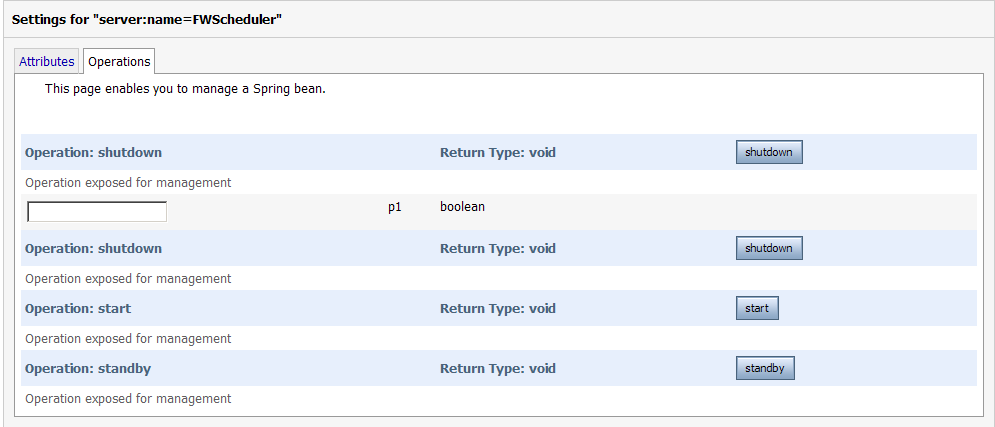 Settings for "server:name=FWScheduler"
Attributes Operations
This page enables you to manage a Spring bean.
Operation: shutdown Return Type: void shutdown
Operation exposed for management
p1 boolean
Operation: shutdown Return Type: void shutdown
Operation exposed for management
Operation: start Return Type: void start
Operation exposed for management
Operation: standby Return Type: void standby
Operation exposed for management